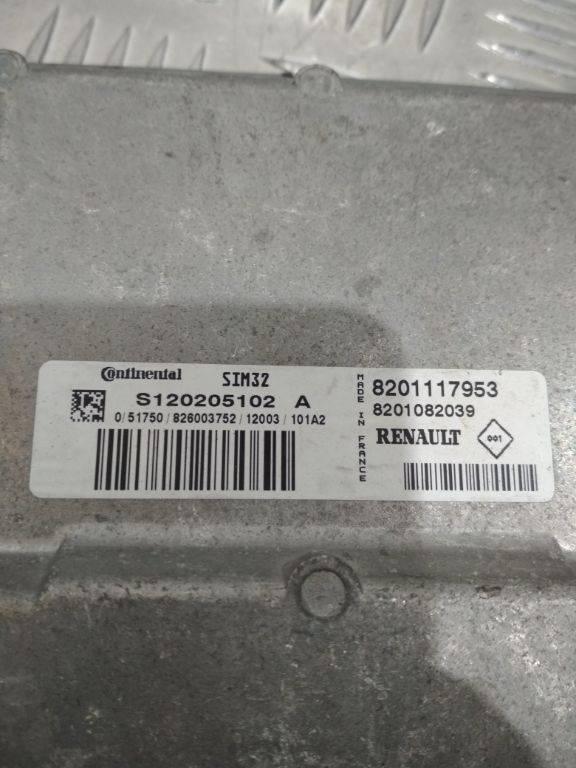 Continental SIM32
S120205102 A
0/51750/826003752/12003/101A2
MADE IN FRANCE
8201117953
8201082039
RENAULT 001